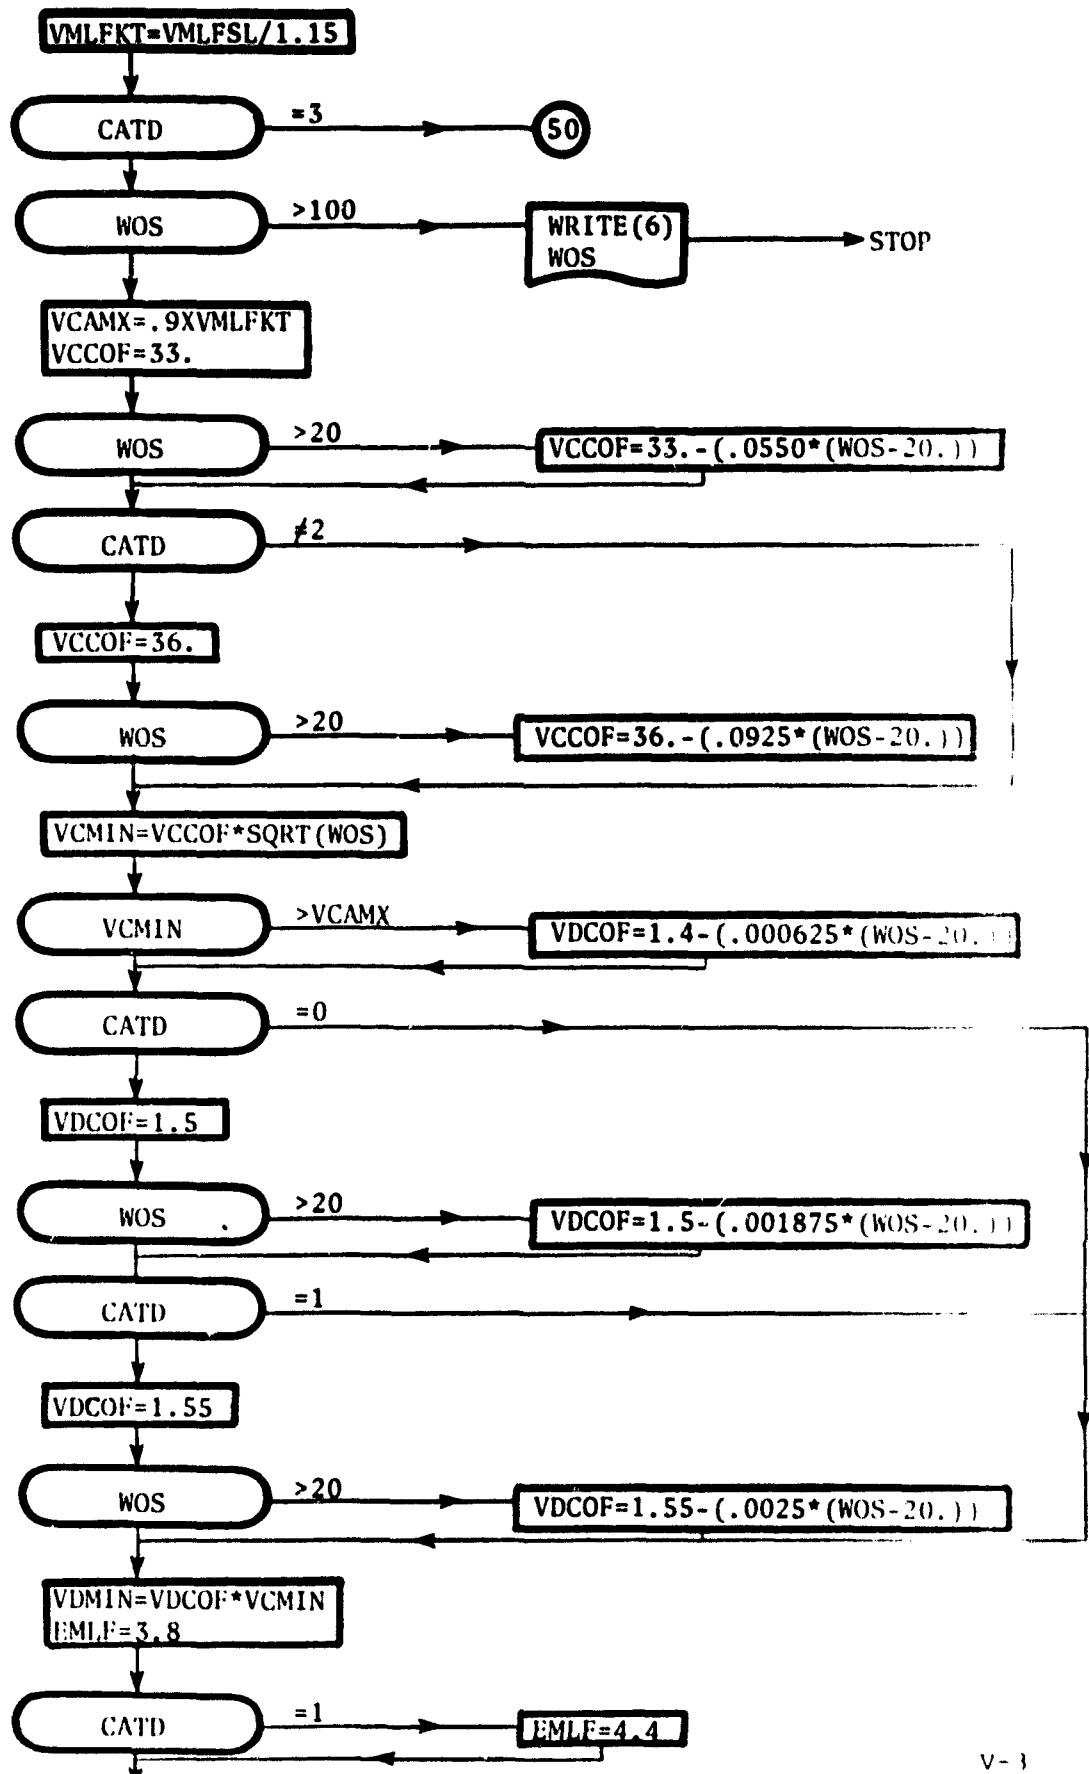 VMLFKT=VMLFSL/1.15
CATD
=3
50
WOS
>100
WRITE(6)
WOS
STOP
VCAMX=.9XVMLFKT
VCCOF=33.
WOS
>20
VCCOF=33.-(.0550*(WOS-20.))
CATD
≠2
VCCOF=36.
WOS
>20
VCCOF=36.-(.0925*(WOS-20.))
VCMIN=VCCOF*SQRT(WOS)
VCMIN
>VCAMX
VDCOF=1.4-(.000625*(WOS-20.))
CATD
=0
VDCOF=1.5
WOS
>20
VDCOF=1.5-(.001875*(WOS-20.))
CATD
=1
VDCOF=1.55
WOS
>20
VDCOF=1.55-(.0025*(WOS-20.))
VDMIN=VDCOF*VCMIN
EMLF=3.8
CATD
=1
EMLF=4.4
V-3